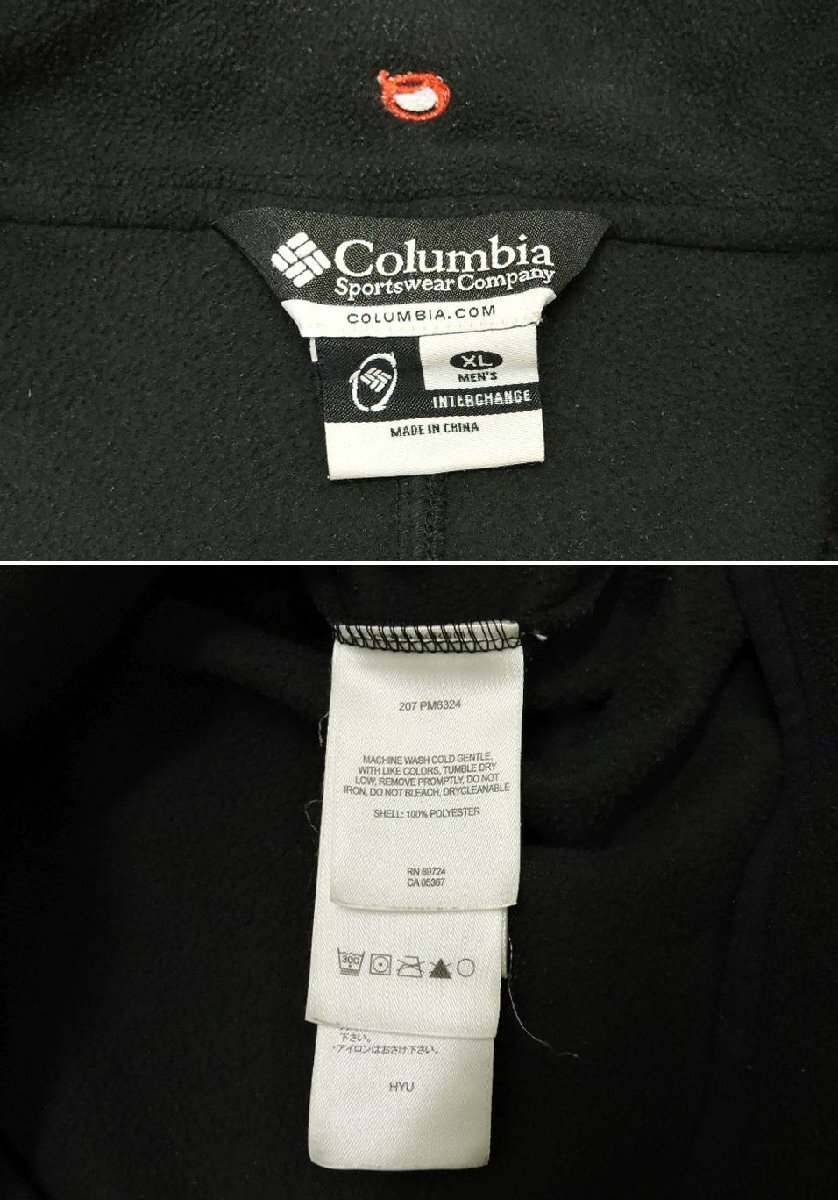 Columbia
Sportswear Company
COLUMBIA.COM
XL
MEN'S
INTERCHANGE
MADE IN CHINA
207 PM6324
MACHINE WASH COLD GENTLE,
WITH LIKE COLORS, TUMBLE DRY
LOW, REMOVE PROMPTLY, DO NOT
IRON, DO NOT BLEACH, DRYCLEANABLE
SHELL: 100% POLYESTER
RN 69724
CA 05367
30C
下さい。
・アイロンはおさけ下さい。
HYU